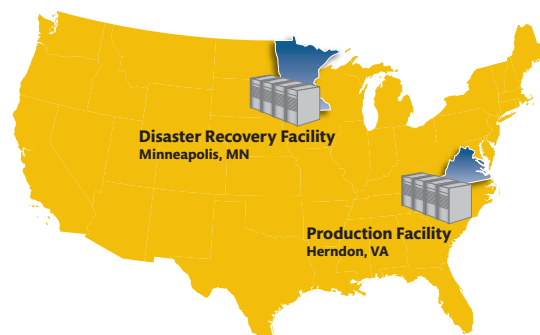 Disaster Recovery Facility
Minneapolis, MN
Production Facility
Herndon, VA